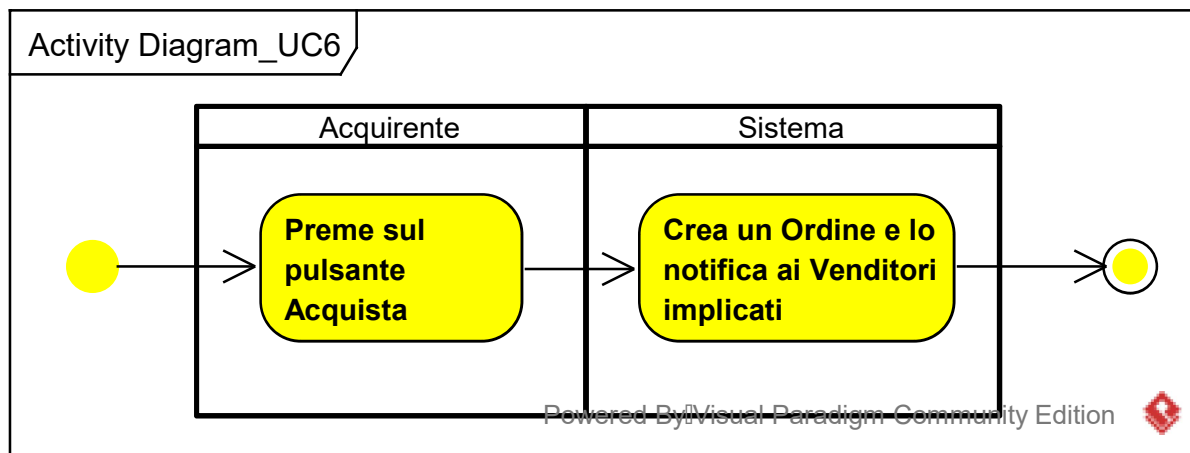 Activity Diagram_UC6
Acquirente
Sistema
Preme sul
pulsante
Acquista
Crea un Ordine e lo
notifica ai Venditori
implicati
Powered By Visual Paradigm Community Edition